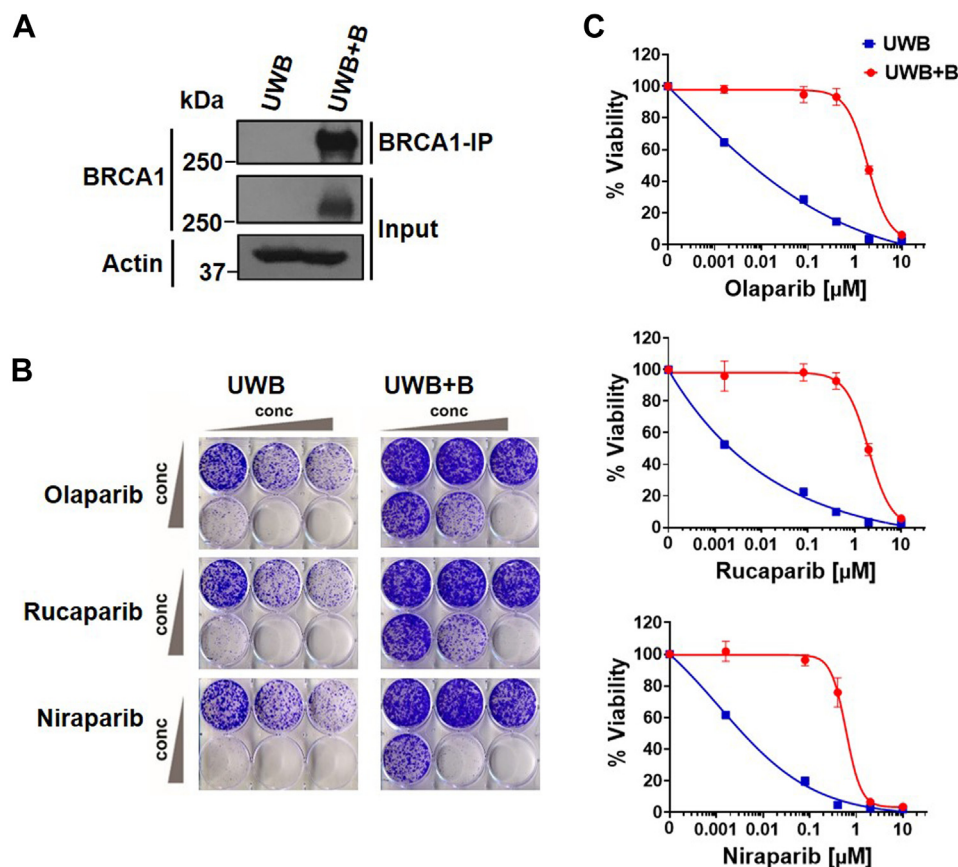 A
UWB
UWB+B
kDa
BRCA1
250
BRCA1-IP
250
Input
Actin
37
B
UWB
UWB+B
conc
conc
Olaparib
conc
conc
Rucaparib
conc
conc
Niraparib
conc
conc
C
UWB
UWB+B
% Viability
120
100
80
60
40
20
0
0 0.001 0.01 0.1 1 10
Olaparib [µM]
% Viability
120
100
80
60
40
20
0
0 0.001 0.01 0.1 1 10
Rucaparib [µM]
% Viability
120
100
80
60
40
20
0
0 0.001 0.01 0.1 1 10
Niraparib [µM]